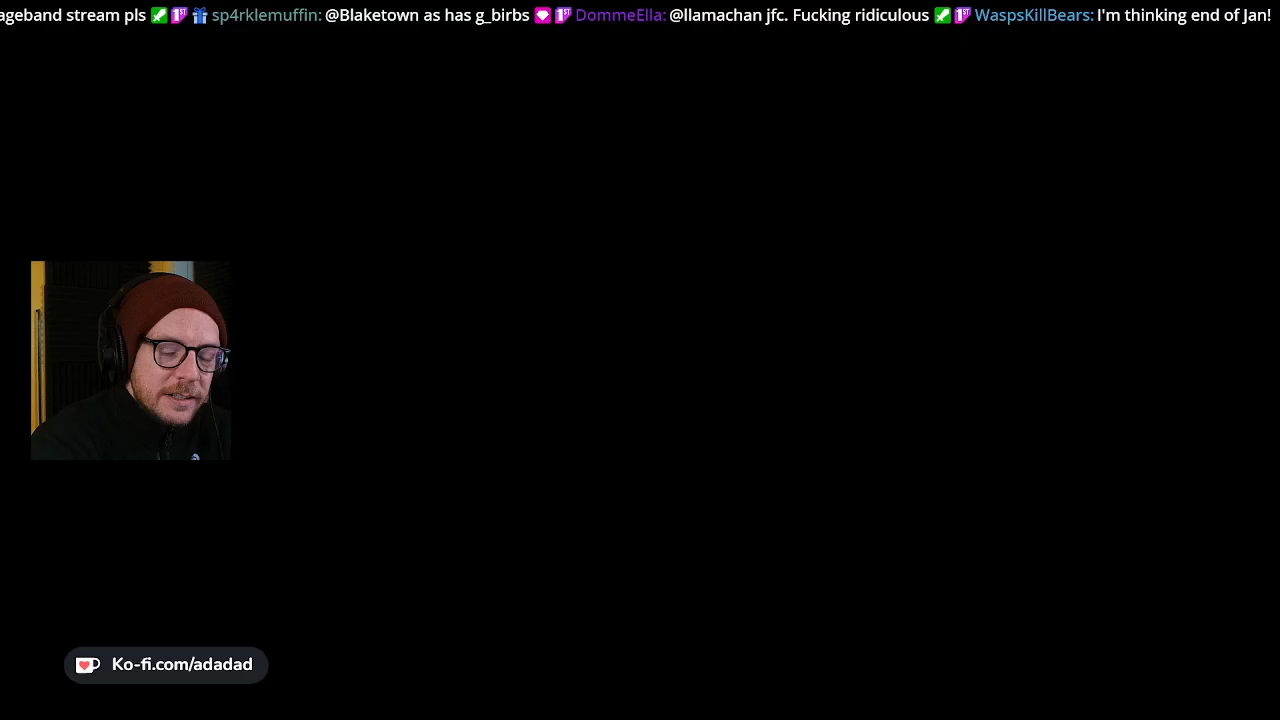 ageband stream pls sp4rklemuffin: @Blaketown as has g_birbs DommeElla: @llamachan jfc. Fucking ridiculous WaspsKillBears: I'm thinking end of Jan!
Ko-fi.com/adadad